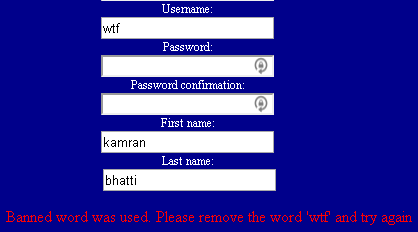 Username:
wtf
Password:
Password confirmation:
First name:
kamran
Last name:
bhatti
Banned word was used. Please remove the word 'wtf' and try again